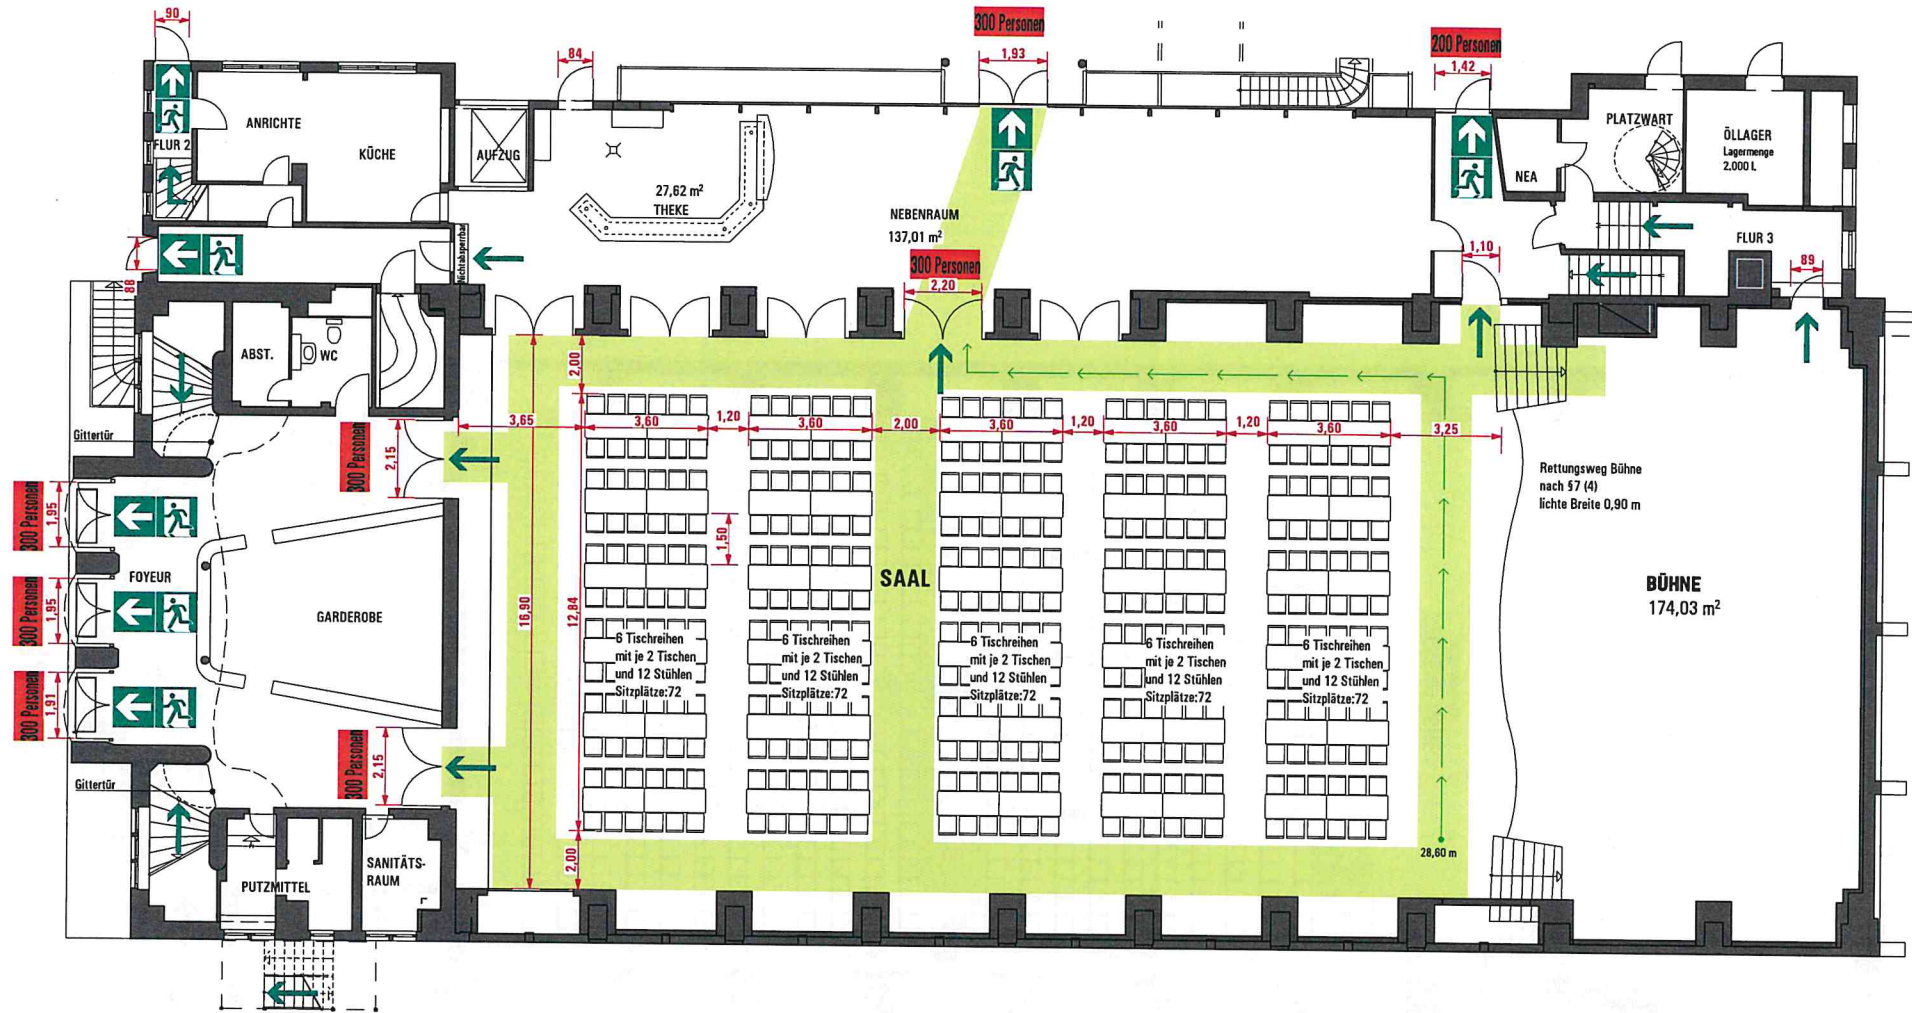 90
300 Personen
1,93
200 Personen
1,42
84
ANRICHTE
KÜCHE
FLUR 2
AUFZUG
27,62 m²
THEKE
NEBENRAUM
137,01 m²
PLATZWART
ÖLLAGER
Lagermenge
2.000 L
NEA
FLUR 3
Nichtabsperrbar
88
300 Personen
2,20
1,10
89
ABST.
WC
2,00
Gittertür
300 Personen
2,15
3,65
3,60
1,20
3,60
2,00
3,60
1,20
3,60
1,20
3,60
3,25
Rettungsweg Bühne
nach §7 (4)
lichte Breite 0,90 m
300 Personen
1,95
1,50
FOYEUR
300 Personen
1,95
GARDEROBE
16,90
12,84
SAAL
BÜHNE
174,03 m²
6 Tischreihen
mit je 2 Tischen
und 12 Stühlen
Sitzplätze:72
6 Tischreihen
mit je 2 Tischen
und 12 Stühlen
Sitzplätze:72
6 Tischreihen
mit je 2 Tischen
und 12 Stühlen
Sitzplätze:72
6 Tischreihen
mit je 2 Tischen
und 12 Stühlen
Sitzplätze:72
6 Tischreihen
mit je 2 Tischen
und 12 Stühlen
Sitzplätze:72
300 Personen
1,91
300 Personen
2,15
Gittertür
2,00
28,60 m
PUTZMITTEL
SANITÄTS-
RAUM